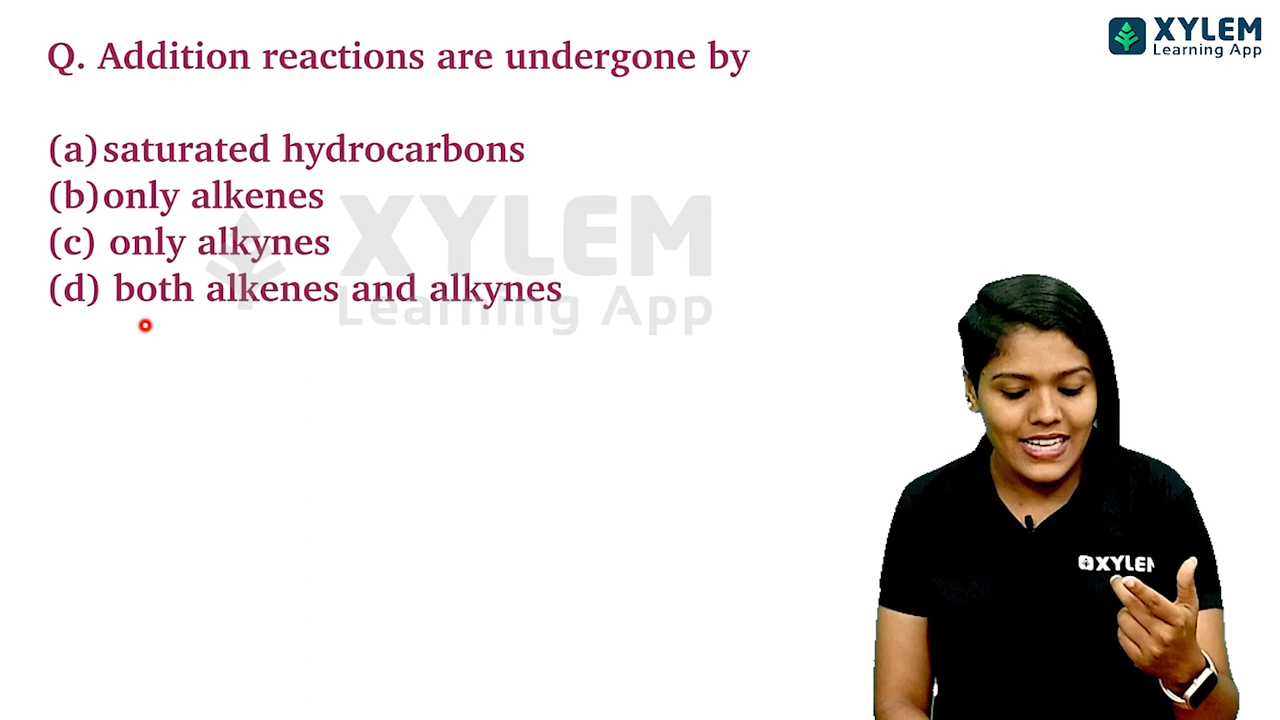 XYLEM
Learning App
Q. Addition reactions are undergone by
(a) saturated hydrocarbons
(b) only alkenes
(c) only alkynes
(d) both alkenes and alkynes
XYLEM
Learning App
XYLEM